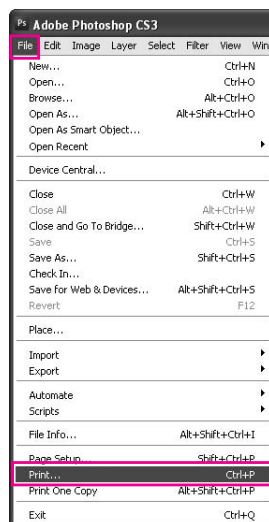 Ps Adobe Photoshop CS3
File Edit Image Layer Select Filter View Win
New... Ctrl+N
Open... Ctrl+O
Browse... Alt+Ctrl+O
Open As... Alt+Shift+Ctrl+O
Open As Smart Object...
Open Recent
Device Central...
Close Ctrl+W
Close All Alt+Ctrl+W
Close and Go To Bridge... Shift+Ctrl+W
Save Ctrl+S
Save As... Shift+Ctrl+S
Check In...
Save for Web & Devices... Alt+Shift+Ctrl+S
Revert F12
Place...
Import
Export
Automate
Scripts
File Info... Alt+Shift+Ctrl+I
Page Setup... Shift+Ctrl+P
Print... Ctrl+P
Print One Copy Alt+Shift+Ctrl+P
Exit Ctrl+Q